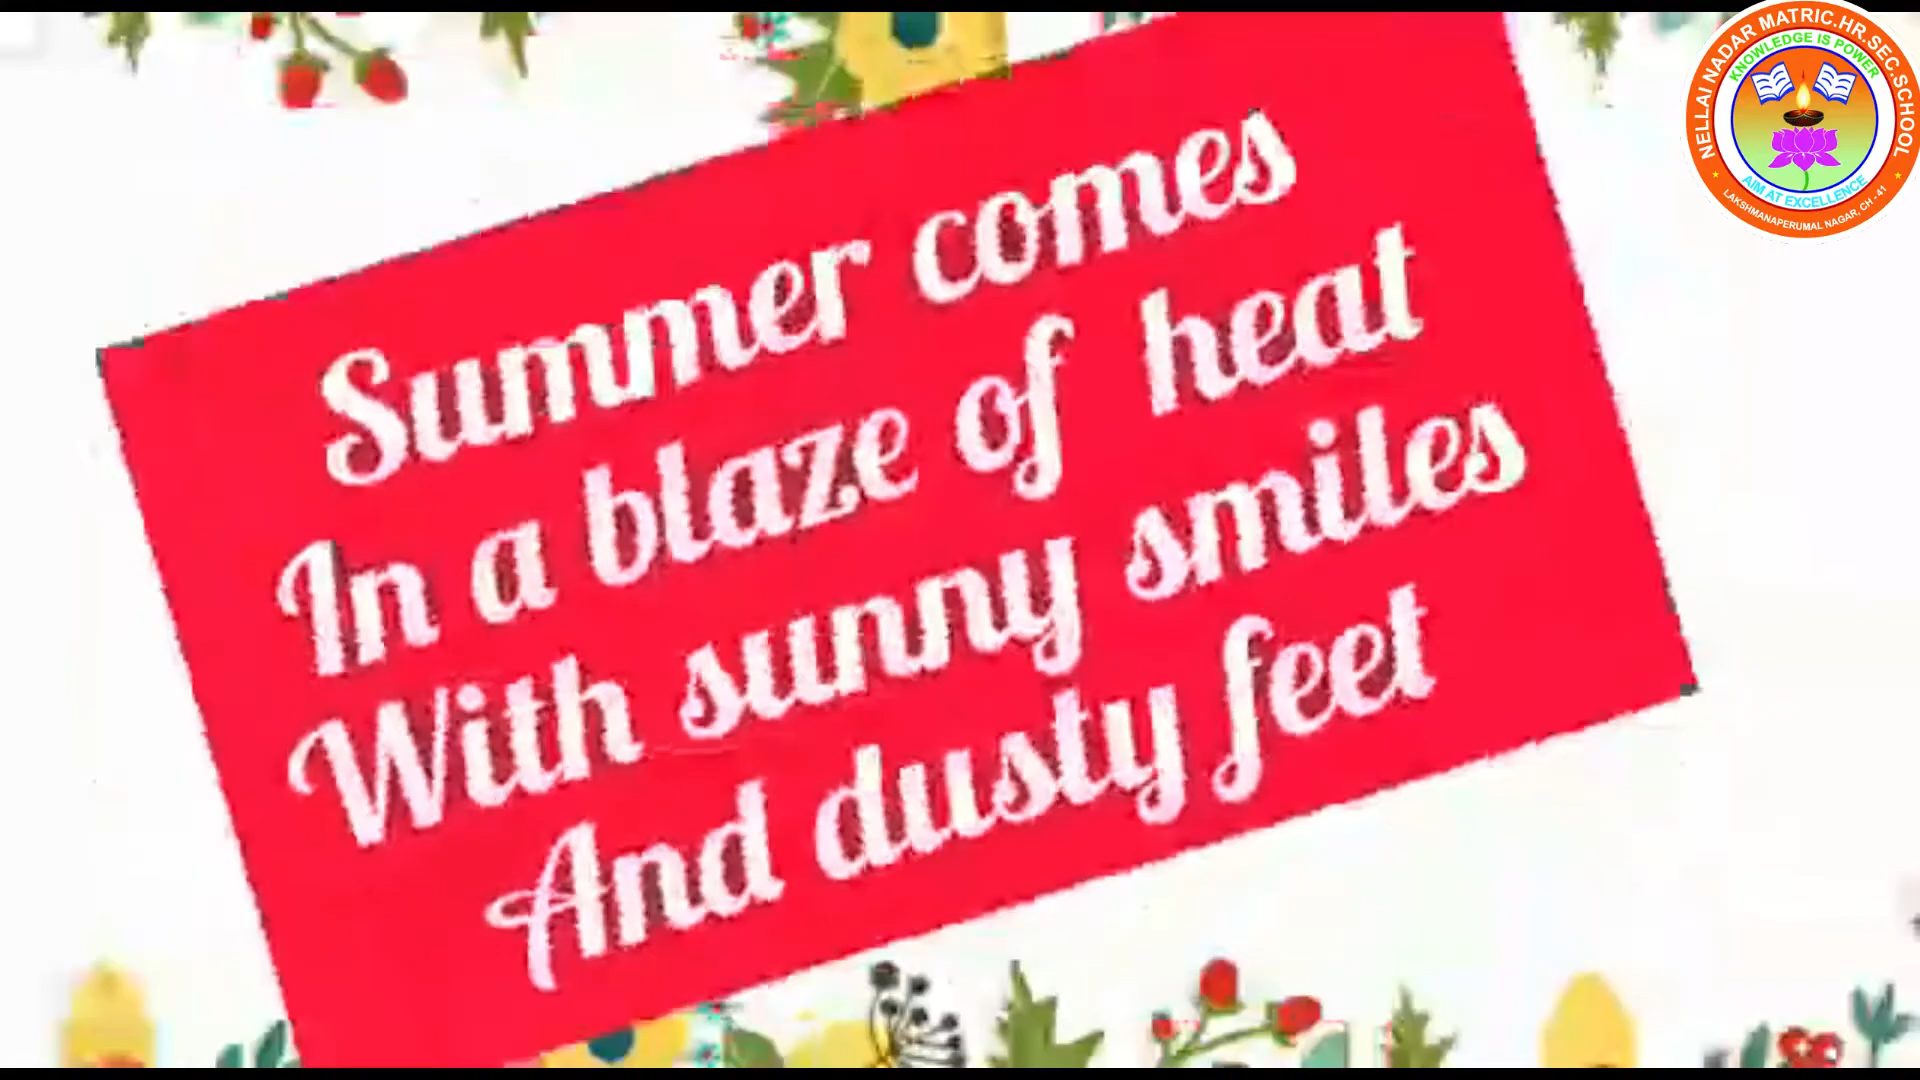 Summer comes
In a blaze of heat
With sunny smiles
And dusty feet
NELLAI NADAR MATRIC.HR.SEC.SCHOOL
KNOWLEDGE IS POWER
AIM AT EXCELLENCE
LAKSHMANAPERUMAL NAGAR, CH - 41